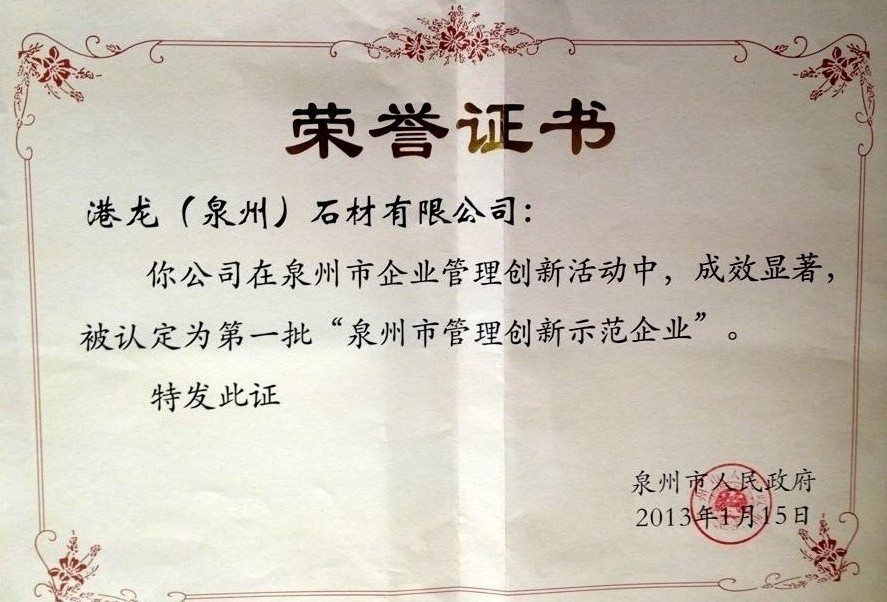 荣誉证书
港龙（泉州）石材有限公司：
你公司在泉州市企业管理创新活动中，成效显著，
被认定为第一批“泉州市管理创新示范企业”。
特发此证
泉州市人民政府
2013年1月15日